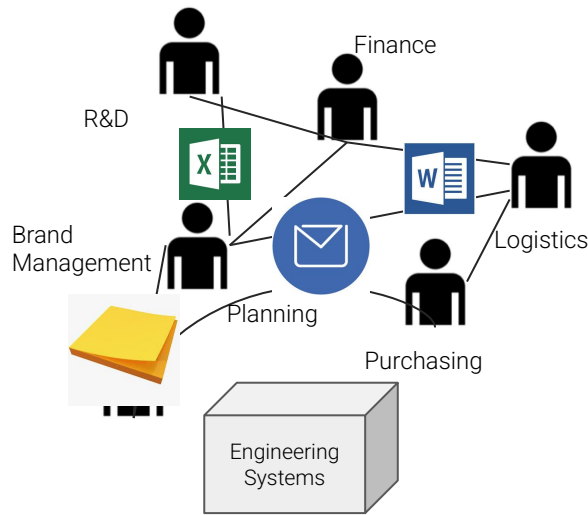 Finance
R&D
X
W
Brand
Management
Logistics
Planning
Purchasing
Engineering
Systems